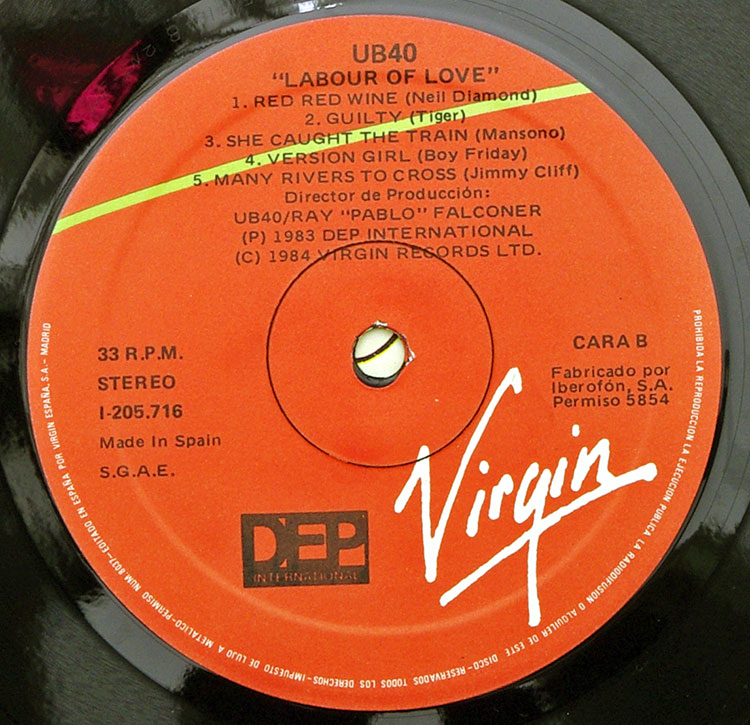 UB40
"LABOUR OF LOVE"
1. RED RED WINE (Neil Diamond)
2. GUILTY (Tiger)
3. SHE CAUGHT THE TRAIN (Mansono)
4. VERSION GIRL (Boy Friday)
5. MANY RIVERS TO CROSS (Jimmy Cliff)
Director de Producción:
UB40/RAY "PABLO" FALCONER
(P) 1983 DEP INTERNATIONAL
(C) 1984 VIRGIN RECORDS LTD.
33 R.P.M.
STEREO
I-205.716
Made In Spain
S.G.A.E.
CARA B
Fabricado por
Iberofón, S.A.
Permiso 5854
Virgin
DEP
INTERNATIONAL
PROHIBIDA LA REPRODUCCION LA EJECUCION PUBLICA LA RADIODIFUSION O ALQUILER DE ESTE DISCO-RESERVADOS TODOS LOS DERECHOS-IMPUESTO DE LUJO A METALICO-PERMISO NUM. 8037-EDITADO EN ESPAÑA POR VIRGIN ESPAÑA, S.A.- MADRID